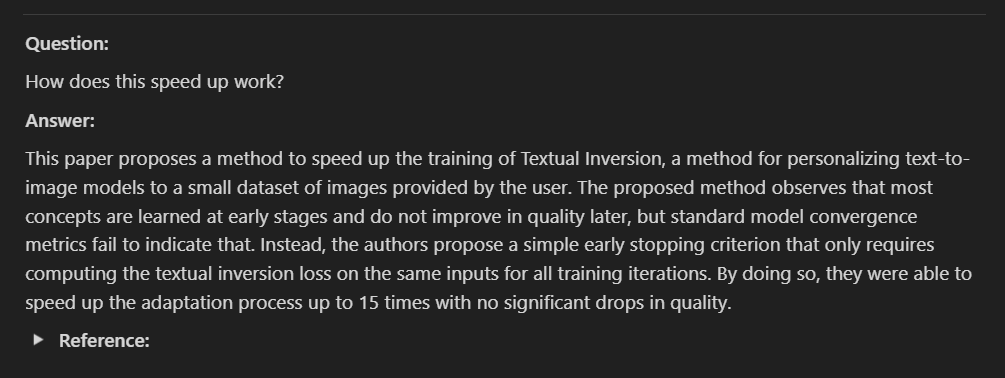 Question:
How does this speed up work?
Answer:
This paper proposes a method to speed up the training of Textual Inversion, a method for personalizing text-to-
image models to a small dataset of images provided by the user. The proposed method observes that most
concepts are learned at early stages and do not improve in quality later, but standard model convergence
metrics fail to indicate that. Instead, the authors propose a simple early stopping criterion that only requires
computing the textual inversion loss on the same inputs for all training iterations. By doing so, they were able to
speed up the adaptation process up to 15 times with no significant drops in quality.
Reference: